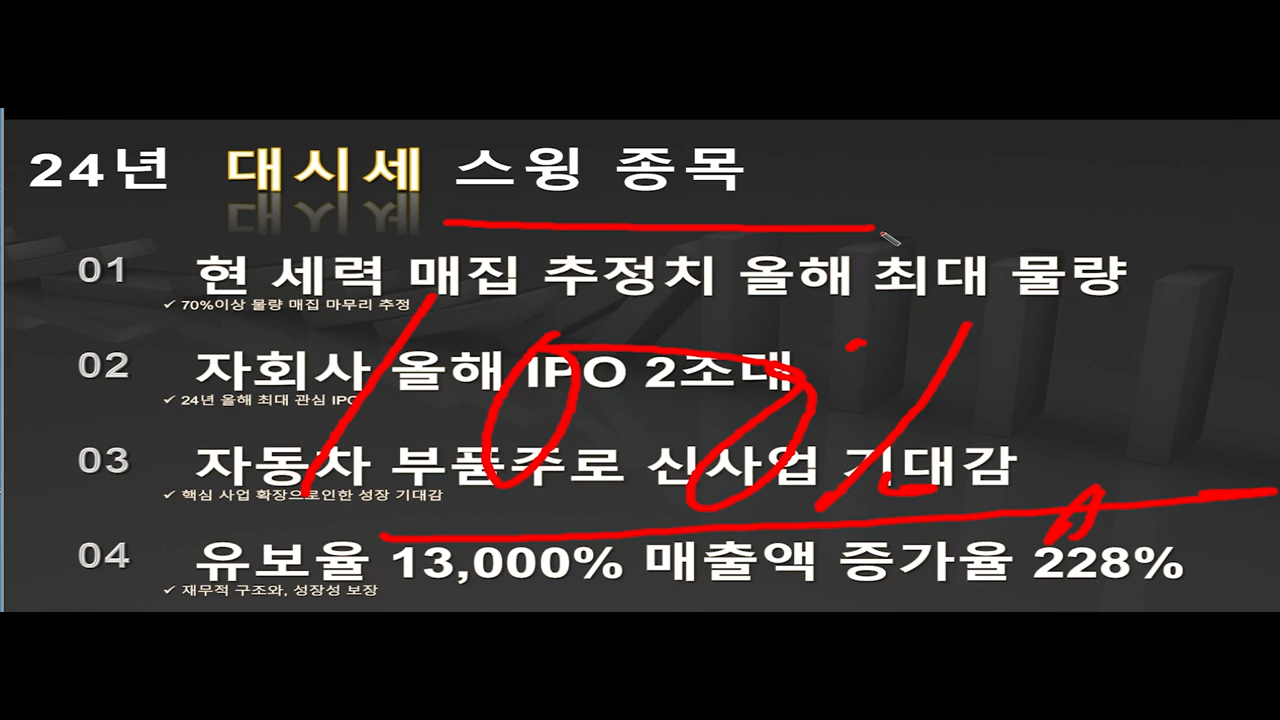 24년 대시세 스윙 종목
01 현 세력 매집 추정치 올해 최대 물량
✓ 70%이상 물량 매집 마무리 추정
02 자회사 올해 IPO 2조대
✓ 24년 올해 최대 관심 IPO
100%
03 자동차 부품주로 신사업 기대감
✓ 핵심 사업 확장으로인한 성장 기대감
04 유보율 13,000% 매출액 증가율 228%
✓ 재무적 구조와, 성장성 보장